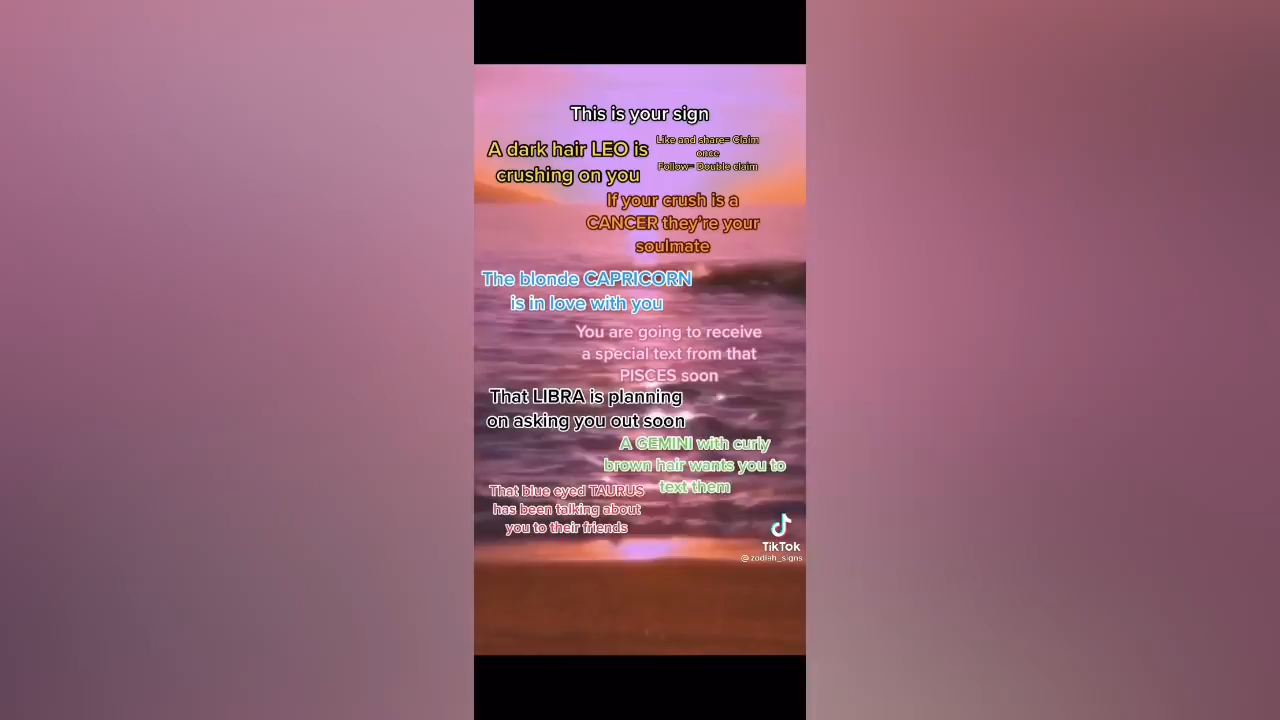 This is your sign
A dark hair LEO is
crushing on you
Like and share= Claim
once
Follow= Double claim
If your crush is a
CANCER they're your
soulmate
The blonde CAPRICORN
is in love with you
You are going to receive
a special text from that
PISCES soon
That LIBRA is planning
on asking you out soon
A GEMINI with curly
brown hair wants you to
text them
That blue eyed TAURUS
has been talking about
you to their friends
TikTok
@zodiah_signs